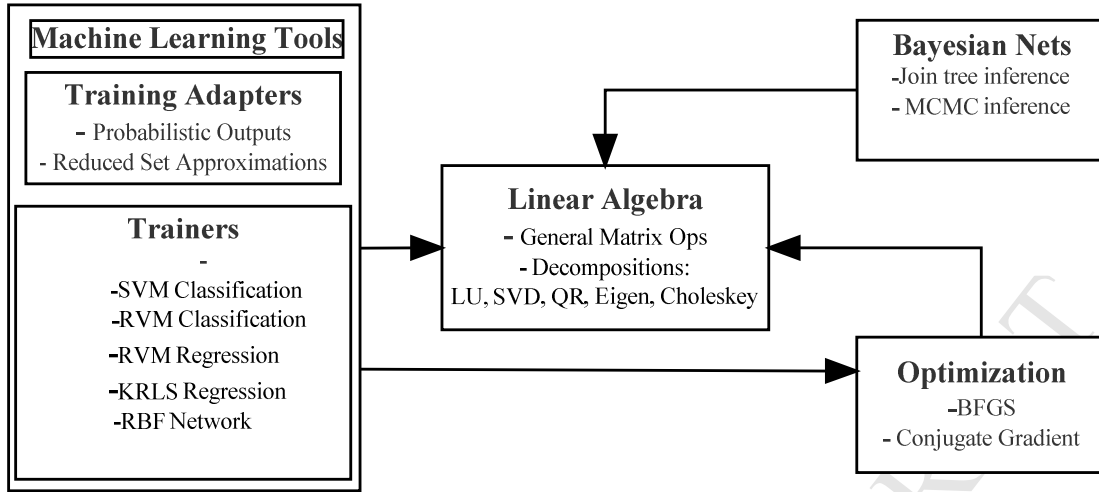 Machine Learning Tools
Training Adapters
- Probabilistic Outputs
- Reduced Set Approximations
Trainers
-
-SVM Classification
-RVM Classification
-RVM Regression
-KRLS Regression
-RBF Network
Linear Algebra
- General Matrix Ops
- Decompositions:
LU, SVD, QR, Eigen, Choleskey
Bayesian Nets
-Join tree inference
- MCMC inference
Optimization
-BFGS
- Conjugate Gradient